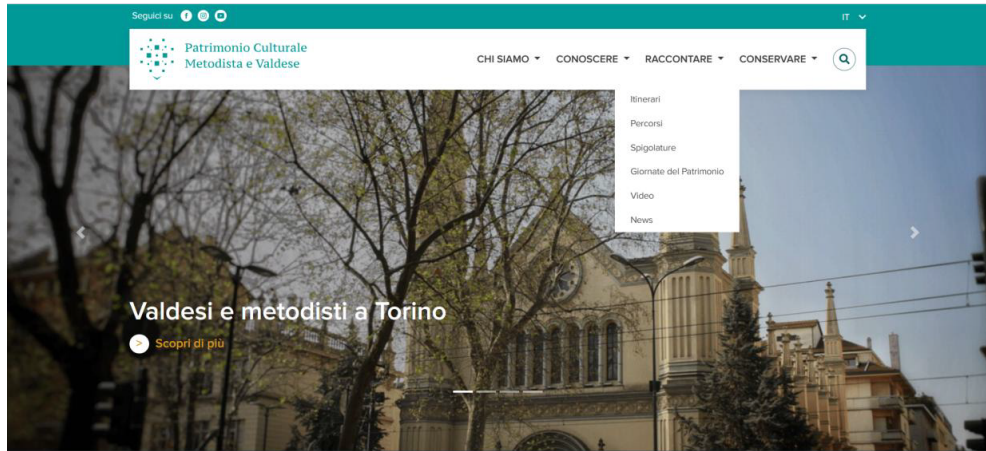 Seguici su
IT
Patrimonio Culturale
Metodista e Valdese
CHI SIAMO
CONOSCERE
RACCONTARE
CONSERVARE
Itinerari
Percorsi
Spigolature
Giornate del Patrimonio
Video
News
Valdesi e metodisti a Torino
> Scopri di più